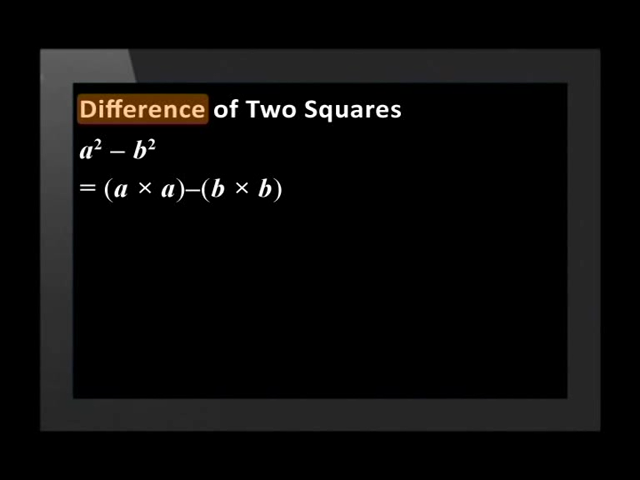 Difference of Two Squares
a² – b²
= (a × a)–(b × b)